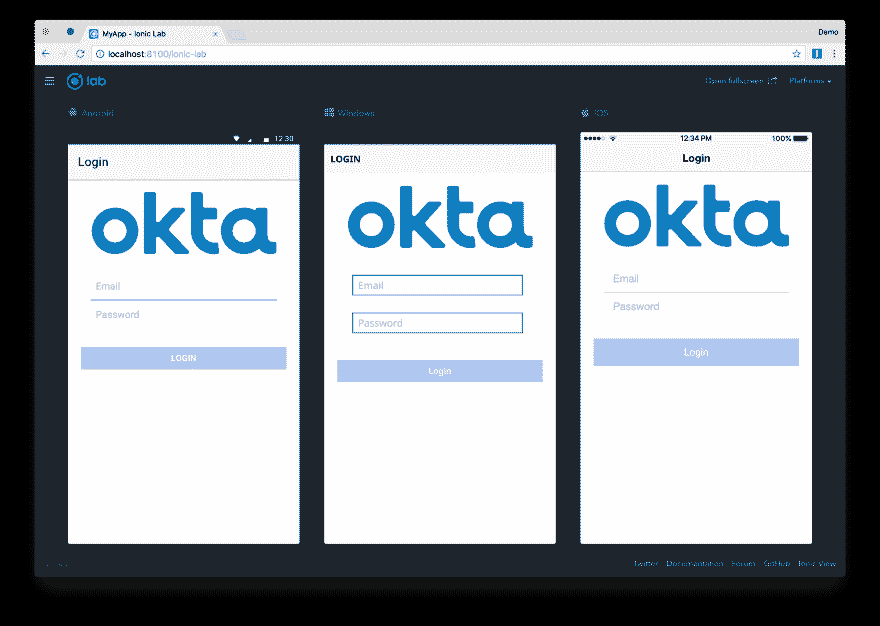 MyApp - Ionic Lab
Demo
localhost:8100/ionic-lab
lab
Open fullscreen
Platforms
Android
Windows
iOS
12:30
12:34 PM
100%
Login
LOGIN
Login
okta
okta
okta
Email
Password
LOGIN
Email
Password
Login
Email
Password
Login
Twitter
Documentation
Forum
GitHub
Ionic View